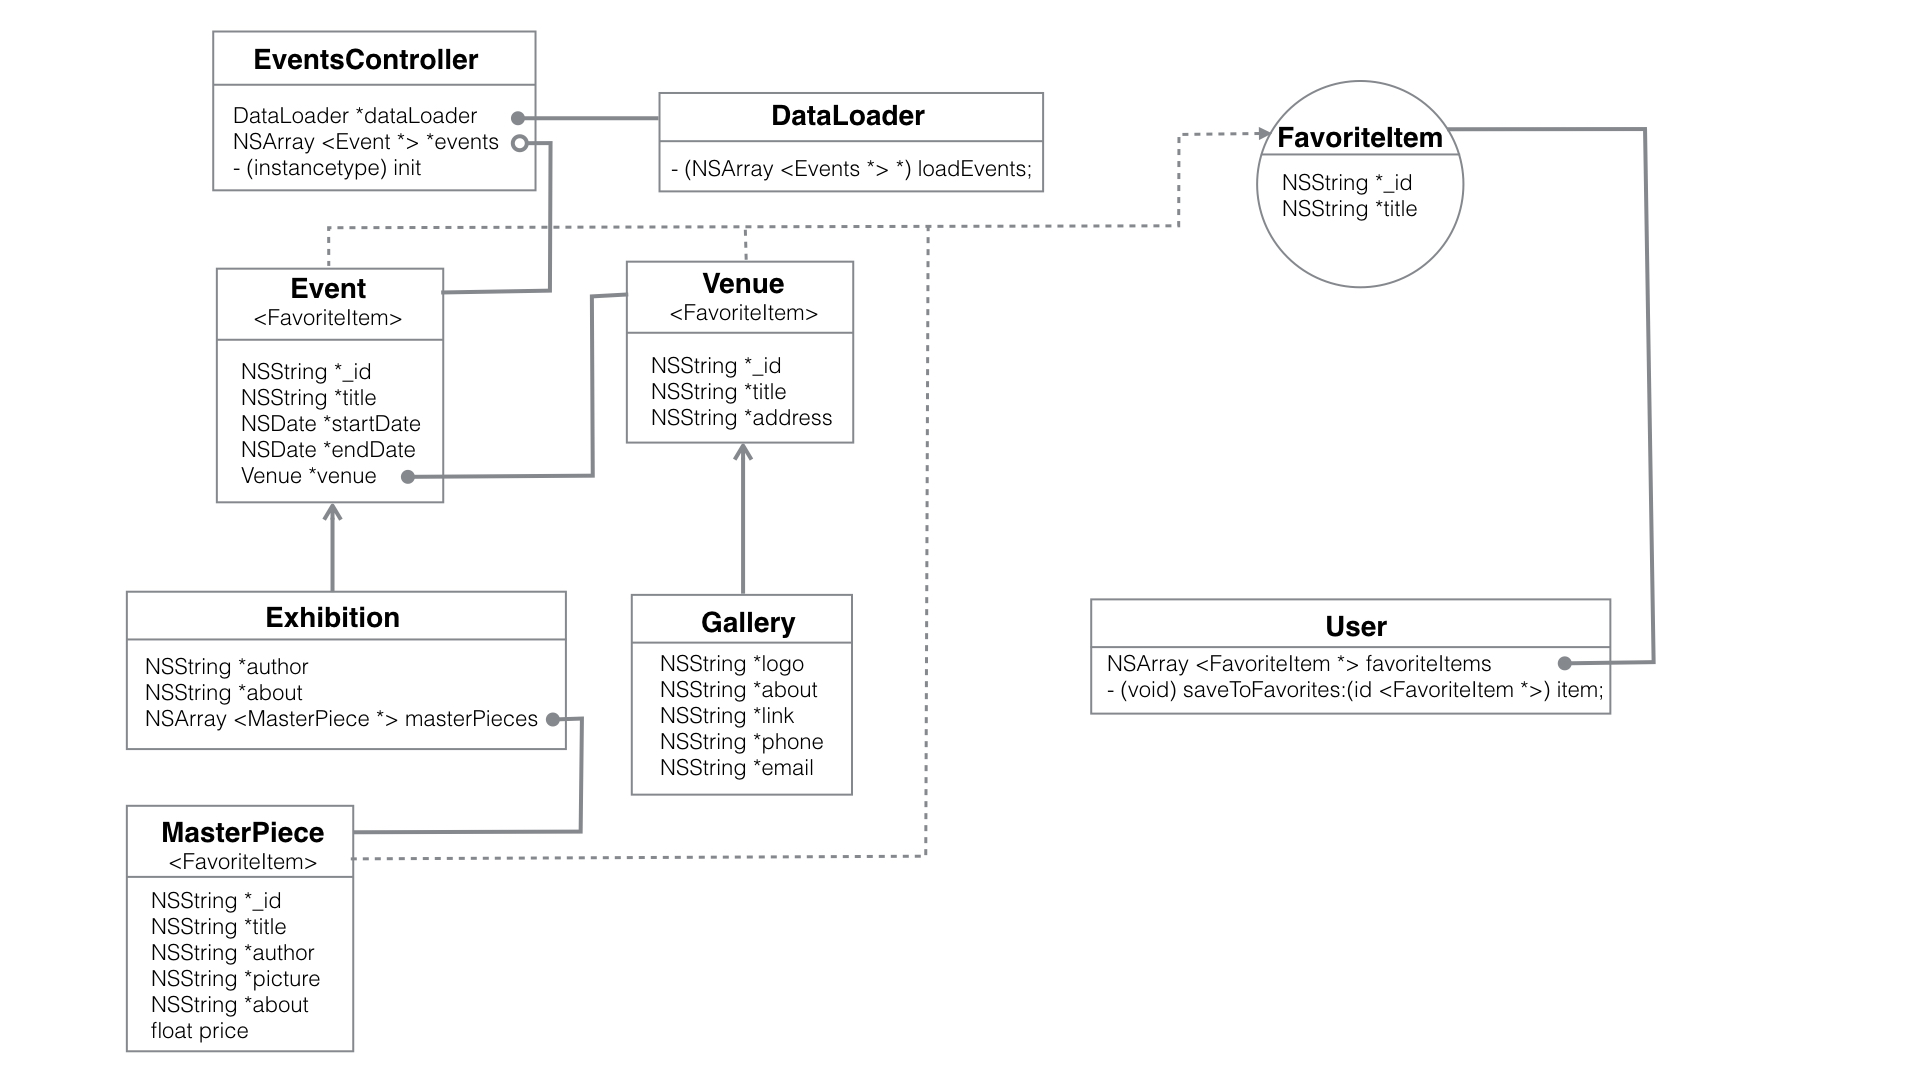 EventsController
DataLoader *dataLoader
NSArray <Event *> *events
- (instancetype) init
DataLoader
- (NSArray <Events *> *) loadEvents;
FavoriteItem
NSString *_id
NSString *title
Event
<FavoriteItem>
NSString *_id
NSString *title
NSDate *startDate
NSDate *endDate
Venue *venue
Venue
<FavoriteItem>
NSString *_id
NSString *title
NSString *address
Exhibition
NSString *author
NSString *about
NSArray <MasterPiece *> masterPieces
Gallery
NSString *logo
NSString *about
NSString *link
NSString *phone
NSString *email
User
NSArray <FavoriteItem *> favoriteItems
- (void) saveToFavorites:(id <FavoriteItem *>) item;
MasterPiece
<FavoriteItem>
NSString *_id
NSString *title
NSString *author
NSString *picture
NSString *about
float price